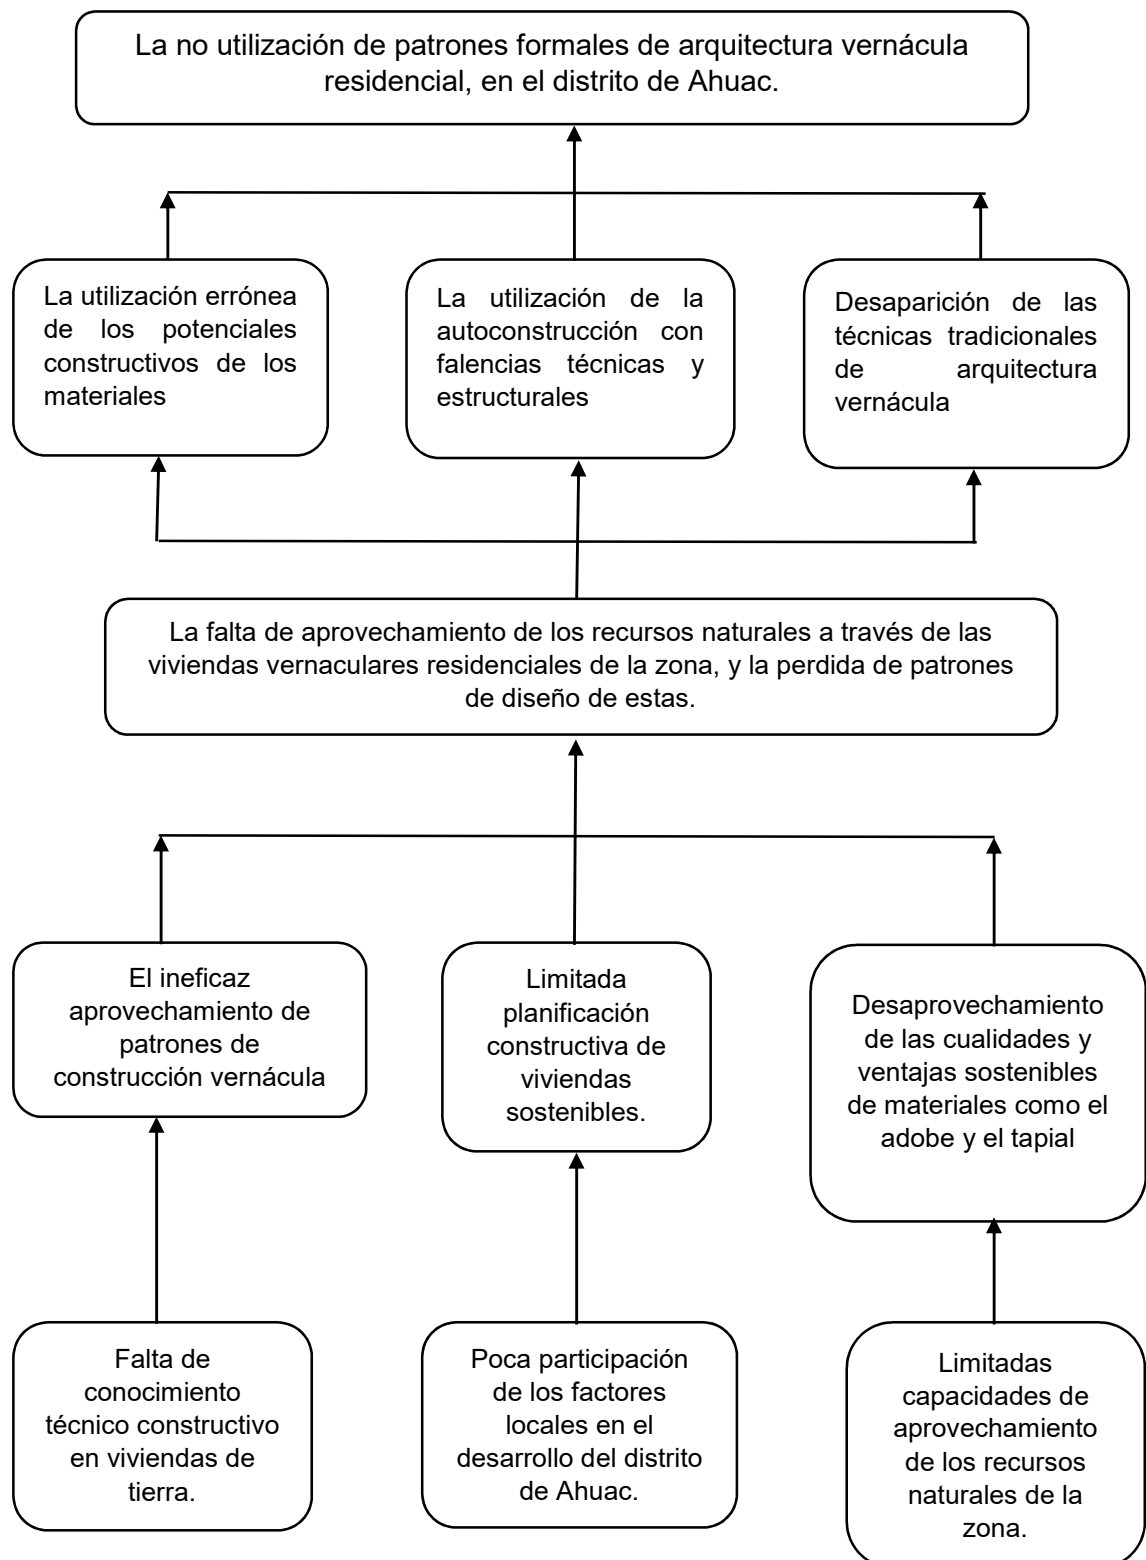 La no utilización de patrones formales de arquitectura vernácula
residencial, en el distrito de Ahuac.
La utilización errónea
de los potenciales
constructivos de los
materiales
La utilización de la
autoconstrucción con
falencias técnicas y
estructurales
Desaparición de las
técnicas tradicionales
de arquitectura
vernácula
La falta de aprovechamiento de los recursos naturales a través de las
viviendas vernaculares residenciales de la zona, y la perdida de patrones
de diseño de estas.
El ineficaz
aprovechamiento de
patrones de
construcción vernácula
Limitada
planificación
constructiva de
viviendas
sostenibles.
Desaprovechamiento
de las cualidades y
ventajas sostenibles
de materiales como el
adobe y el tapial
Falta de
conocimiento
técnico constructivo
en viviendas de
tierra.
Poca participación
de los factores
locales en el
desarrollo del distrito
de Ahuac.
Limitadas
capacidades de
aprovechamiento
de los recursos
naturales de la
zona.